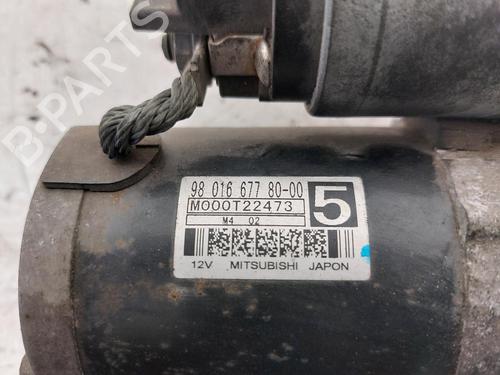 B-PARTS
98 016 677 80-00
5
M000T22473
M4 02
12V MITSUBISHI JAPON